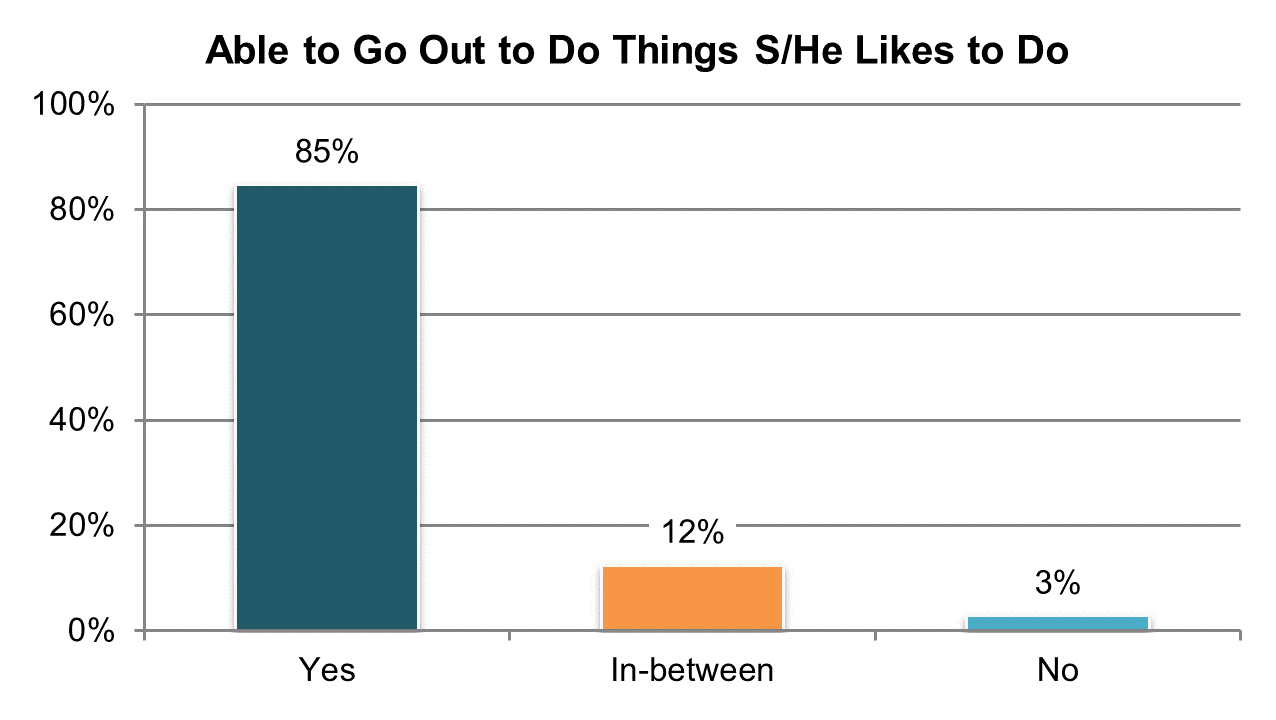 Able to Go Out to Do Things S/He Likes to Do
100%
85%
80%
60%
40%
20%
12%
3%
0%
Yes
In-between
No